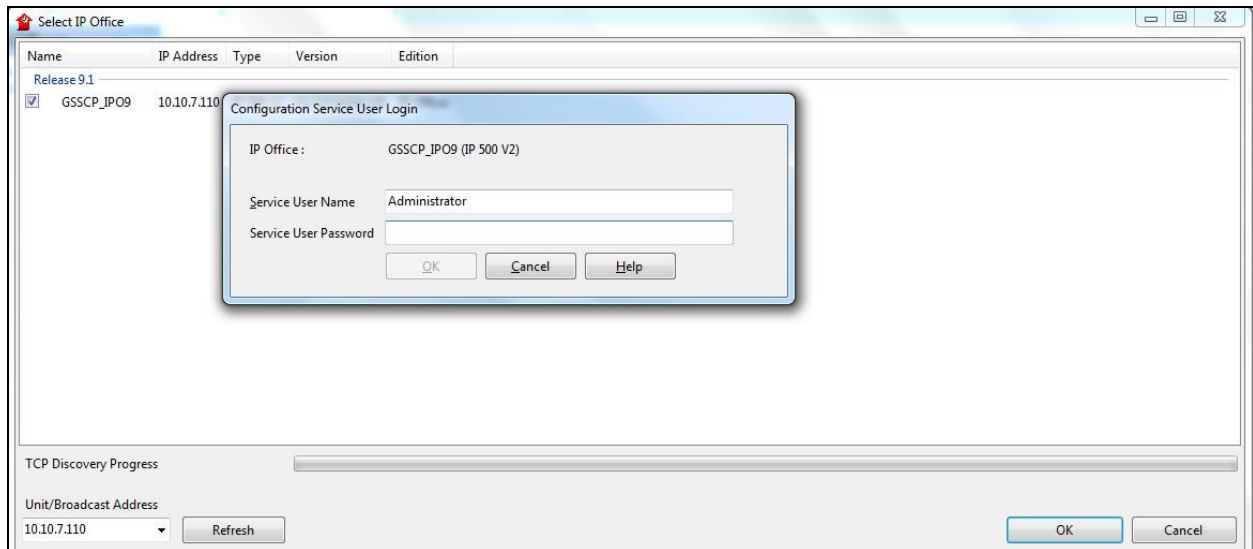 Select IP Office
Name IP Address Type Version Edition
Release 9.1
GSSCP_IPO9 10.10.7.110
Configuration Service User Login
IP Office : GSSCP_IPO9 (IP 500 V2)
Service User Name Administrator
Service User Password
OK Cancel Help
TCP Discovery Progress
Unit/Broadcast Address
10.10.7.110 Refresh OK Cancel